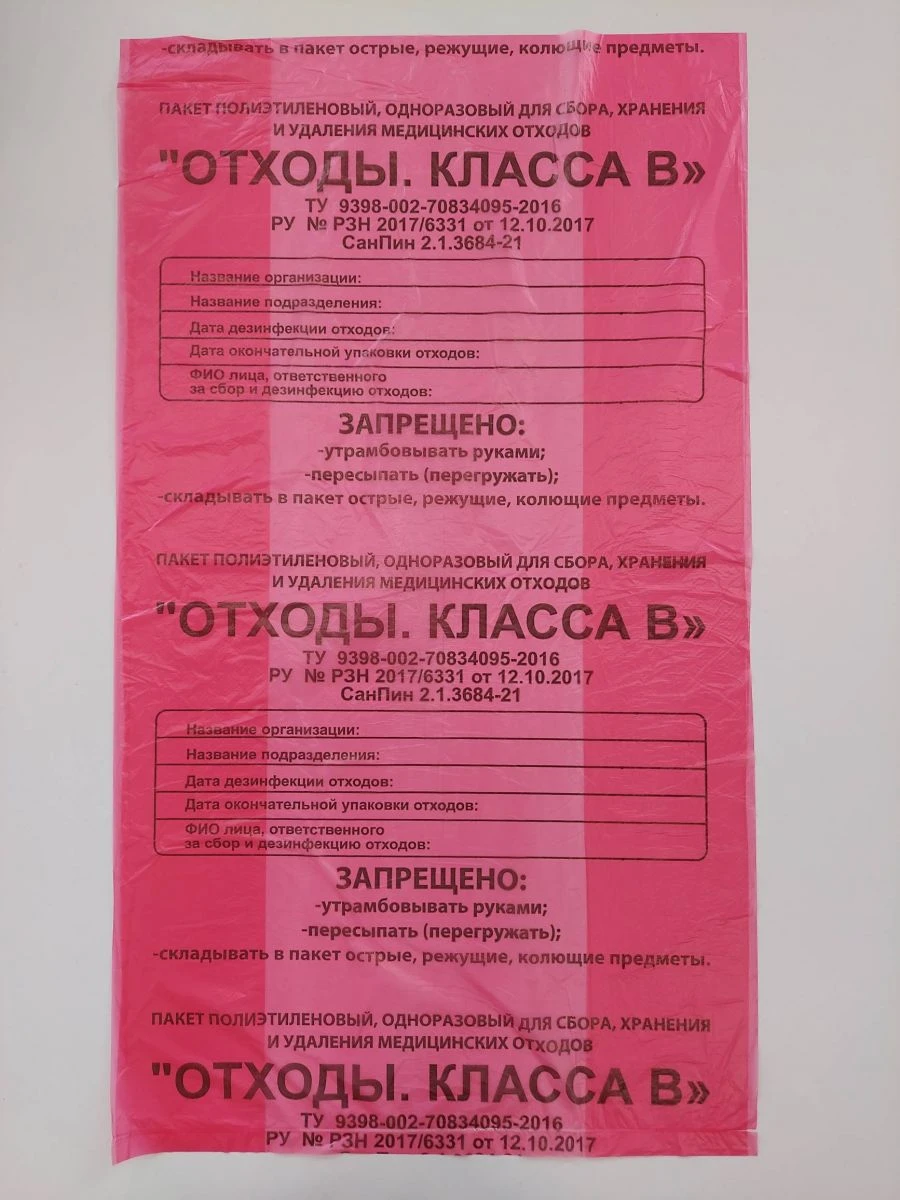 -складывать в пакет острые, режущие, колющие предметы.
ПАКЕТ ПОЛИЭТИЛЕНОВЫЙ, ОДНОРАЗОВЫЙ ДЛЯ СБОРА, ХРАНЕНИЯ
И УДАЛЕНИЯ МЕДИЦИНСКИХ ОТХОДОВ
"ОТХОДЫ. КЛАССА В»
ТУ 9398-002-70834095-2016
РУ № РЗН 2017/6331 от 12.10.2017
СанПин 2.1.3684-21
Название организации:
Название подразделения:
Дата дезинфекции отходов:
Дата окончательной упаковки отходов:
ФИО лица, ответственного
за сбор и дезинфекцию отходов:
ЗАПРЕЩЕНО:
-утрамбовывать руками;
-пересыпать (перегружать);
-складывать в пакет острые, режущие, колющие предметы.
ПАКЕТ ПОЛИЭТИЛЕНОВЫЙ, ОДНОРАЗОВЫЙ ДЛЯ СБОРА, ХРАНЕНИЯ
И УДАЛЕНИЯ МЕДИЦИНСКИХ ОТХОДОВ
"ОТХОДЫ. КЛАССА В»
ТУ 9398-002-70834095-2016
РУ № РЗН 2017/6331 от 12.10.2017
СанПин 2.1.3684-21
Название организации:
Название подразделения:
Дата дезинфекции отходов:
Дата окончательной упаковки отходов:
ФИО лица, ответственного
за сбор и дезинфекцию отходов:
ЗАПРЕЩЕНО:
-утрамбовывать руками;
-пересыпать (перегружать);
-складывать в пакет острые, режущие, колющие предметы.
ПАКЕТ ПОЛИЭТИЛЕНОВЫЙ, ОДНОРАЗОВЫЙ ДЛЯ СБОРА, ХРАНЕНИЯ
И УДАЛЕНИЯ МЕДИЦИНСКИХ ОТХОДОВ
"ОТХОДЫ. КЛАССА В»
ТУ 9398-002-70834095-2016
РУ № РЗН 2017/6331 от 12.10.2017